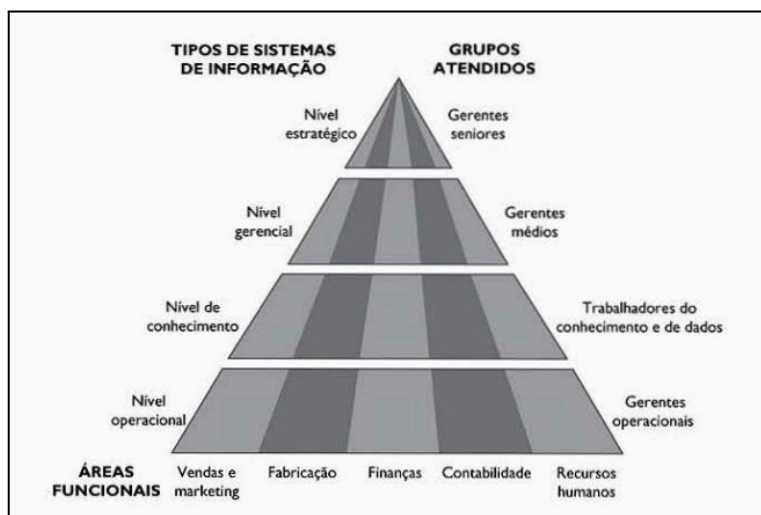 TIPOS DE SISTEMAS
DE INFORMAÇÃO
GRUPOS
ATENDIDOS
Nível
estratégico
Gerentes
seniores
Nível
gerencial
Gerentes
médios
Nível de
conhecimento
Trabalhadores do
conhecimento e de dados
Nível
operacional
Gerentes
operacionais
ÁREAS
FUNCIONAIS
Vendas e
marketing
Fabricação
Finanças
Contabilidade
Recursos
humanos